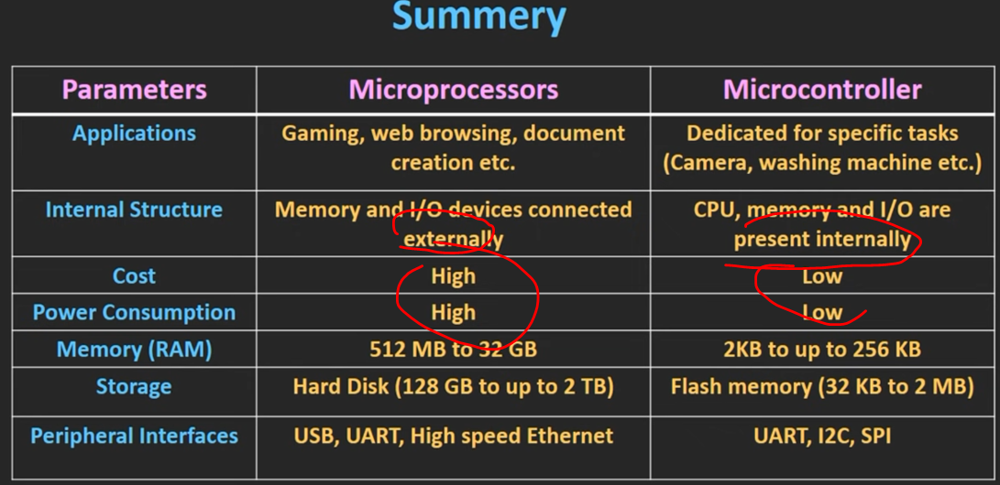 Summery
Parameters Microprocessors Microcontroller
Applications Gaming, web browsing, document Dedicated for specific tasks
creation etc. (Camera, washing machine etc.)
Internal Structure Memory and I/O devices connected CPU, memory and I/O are
externally present internally
Cost High Low
Power Consumption High Low
Memory (RAM) 512 MB to 32 GB 2KB to up to 256 KB
Storage Hard Disk (128 GB to up to 2 TB) Flash memory (32 KB to 2 MB)
Peripheral Interfaces USB, UART, High speed Ethernet UART, I2C, SPI